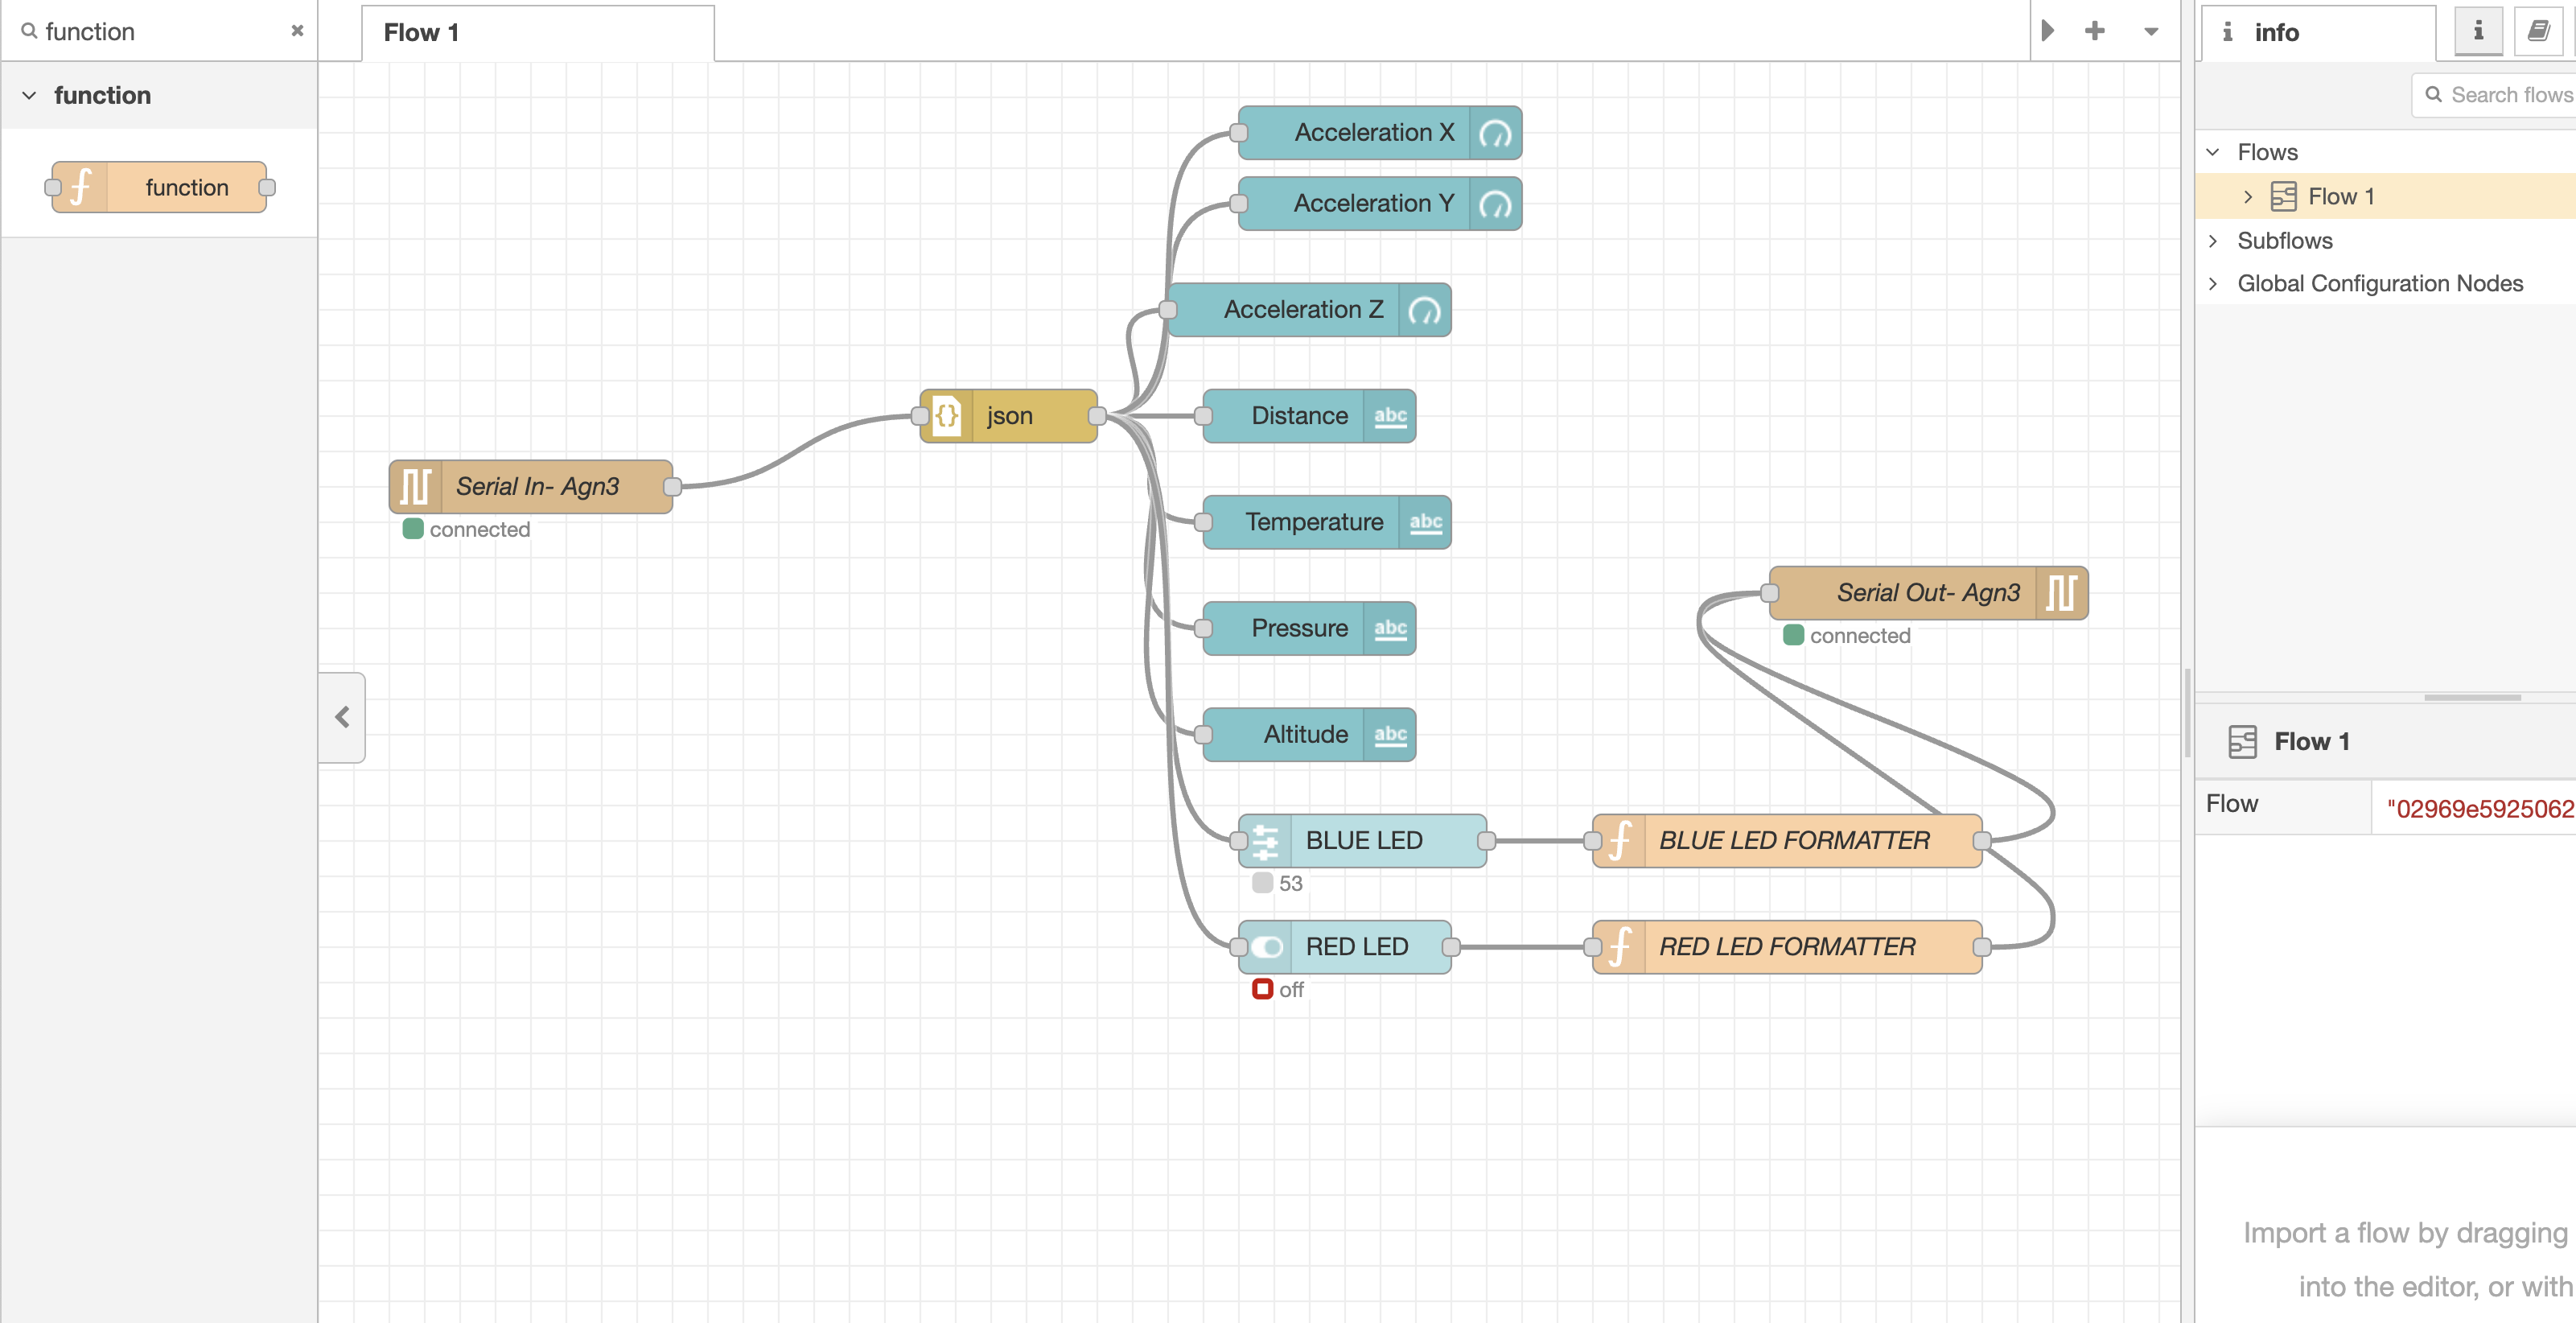 function
Flow 1
info
function
Search flows
function
Flows
Flow 1
Subflows
Global Configuration Nodes
Acceleration X
Acceleration Y
Acceleration Z
json
Distance abc
Serial In- Agn3
connected
Temperature abc
Pressure abc
Altitude abc
Serial Out- Agn3
connected
BLUE LED
53
BLUE LED FORMATTER
RED LED
off
RED LED FORMATTER
Flow 1
Flow "02969e5925062
Import a flow by dragging
into the editor, or with